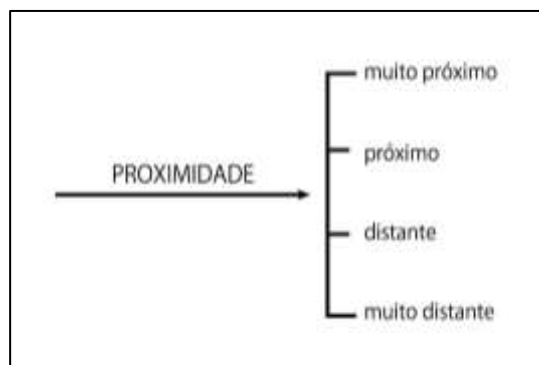 muito próximo
próximo
PROXIMIDADE
distante
muito distante